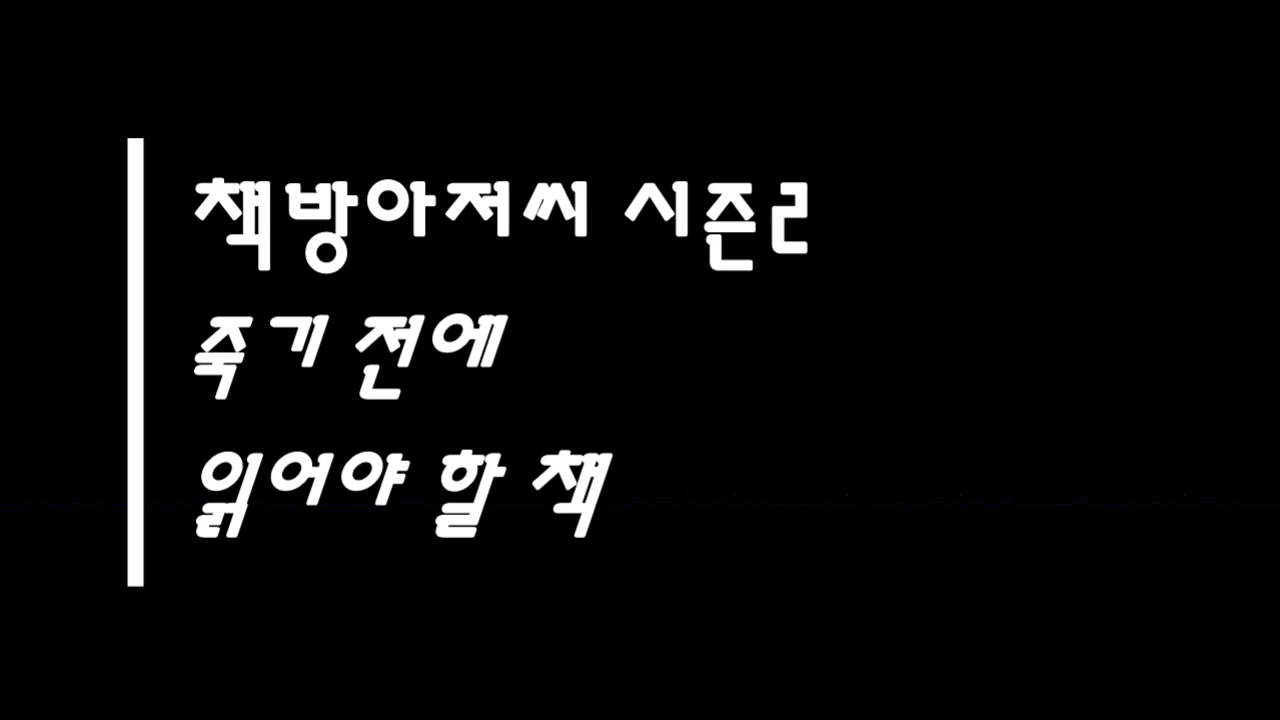 책방아저씨 시즌2
죽기 전에
읽어야 할 책